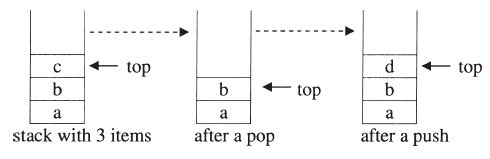 c top d top
b b top b
a a a
stack with 3 items after a pop after a push